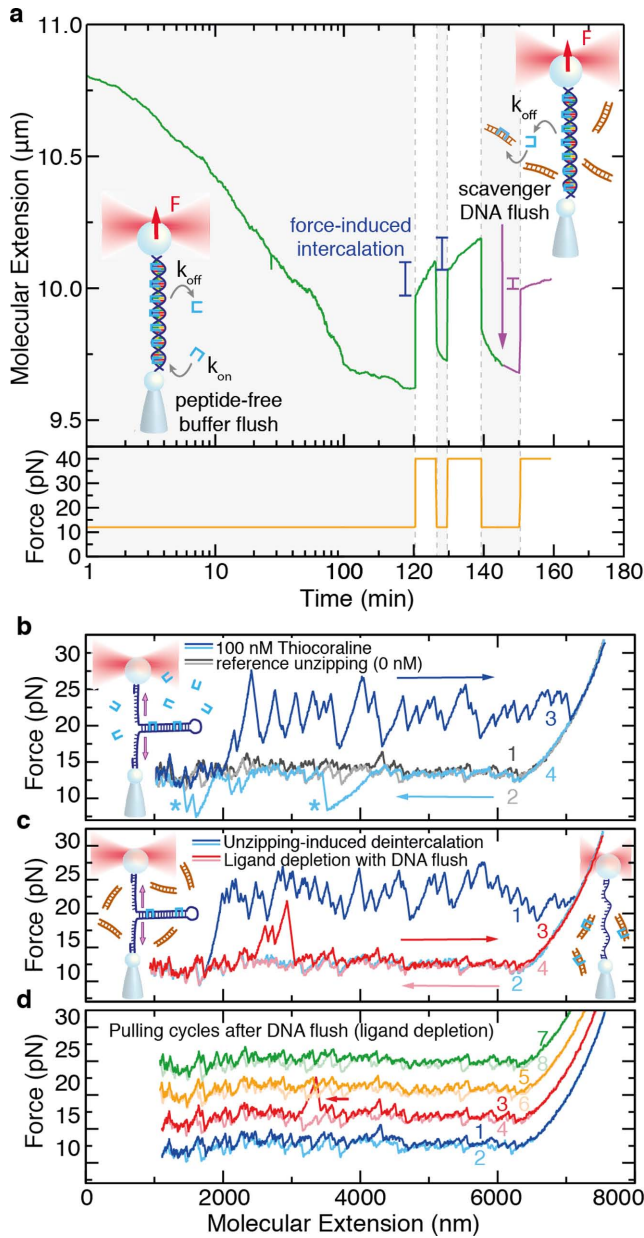 a
11.0
10.5
10.0
9.5
Molecular Extension (µm)
F
koff
kon
peptide-free
buffer flush
force-induced
intercalation
F
koff
scavenger
DNA flush
40
30
20
10
0
Force (pN)
1
10
100
120
140
160
180
Time (min)
b
30
25
20
15
10
Force (pN)
100 nM Thiocoraline
reference unzipping (0 nM)
3
1
4
2
*
*
c
30
25
20
15
10
Force (pN)
Unzipping-induced deintercalation
Ligand depletion with DNA flush
1
3
4
2
d
30
25
20
15
10
Force (pN)
Pulling cycles after DNA flush (ligand depletion)
7
8
5
6
3
4
1
2
0
2000
4000
6000
8000
Molecular Extension (nm)